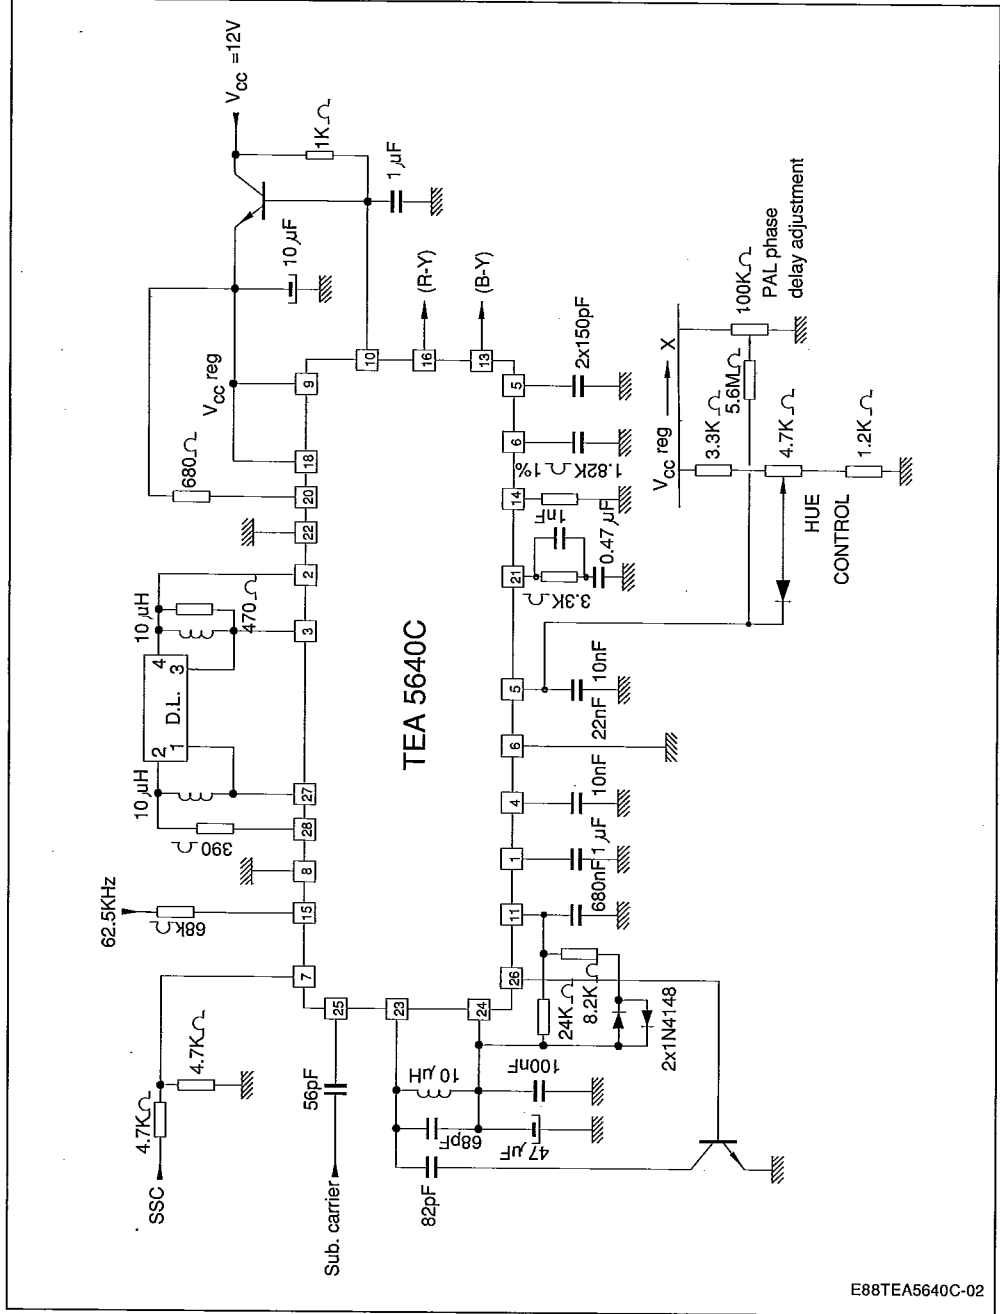 V_CC =12V
1KΩ
1µF
10µF
V_CC reg
680Ω
10
(R-Y)
16
(B-Y)
13
9
18
20
22
2
3
27
28
8
15
7
470Ω
10µH
4
3
D.L.
2
1
10µH
390Ω
62.5KHz
68kΩ
4.7KΩ
4.7KΩ
SSC
TEA 5640C
25
23
24
56pF
Sub. carrier
10µH
68pF
82pF
100nF
47µF
5
2x150pF
6
1.82KΩ1%
14
1nF
21
3.3KΩ
0.47µF
5
10nF
6
22nF
4
10nF
1
1µF
11
680nF
26
24KΩ
8.2KΩ
2x1N4148
V_CC reg
X
3.3KΩ
5.6MΩ
100KΩ
PAL phase
delay adjustment
4.7KΩ
1.2KΩ
HUE
CONTROL
E88TEA5640C-02